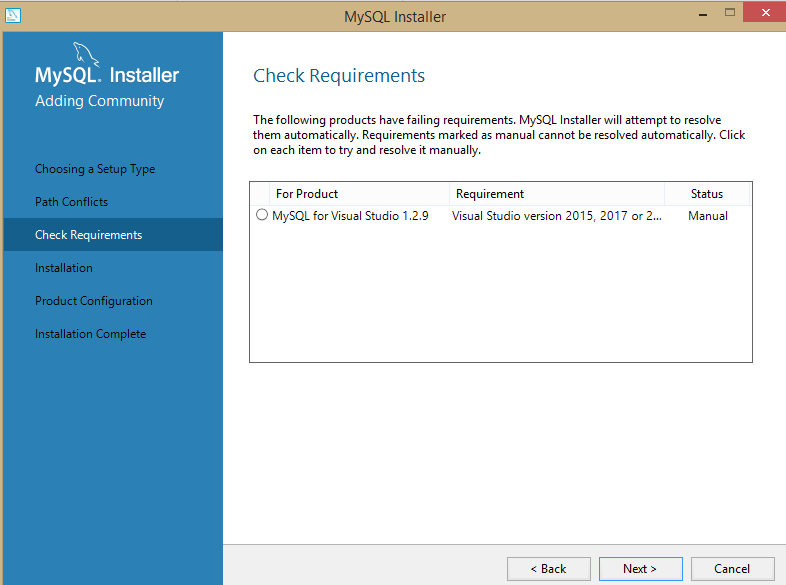 MySQL Installer
MySQL. Installer
Adding Community
Choosing a Setup Type
Path Conflicts
Check Requirements
Installation
Product Configuration
Installation Complete
Check Requirements
The following products have failing requirements. MySQL Installer will attempt to resolve
them automatically. Requirements marked as manual cannot be resolved automatically. Click
on each item to try and resolve it manually.
For Product Requirement Status
MySQL for Visual Studio 1.2.9 Visual Studio version 2015, 2017 or 2... Manual
< Back Next > Cancel